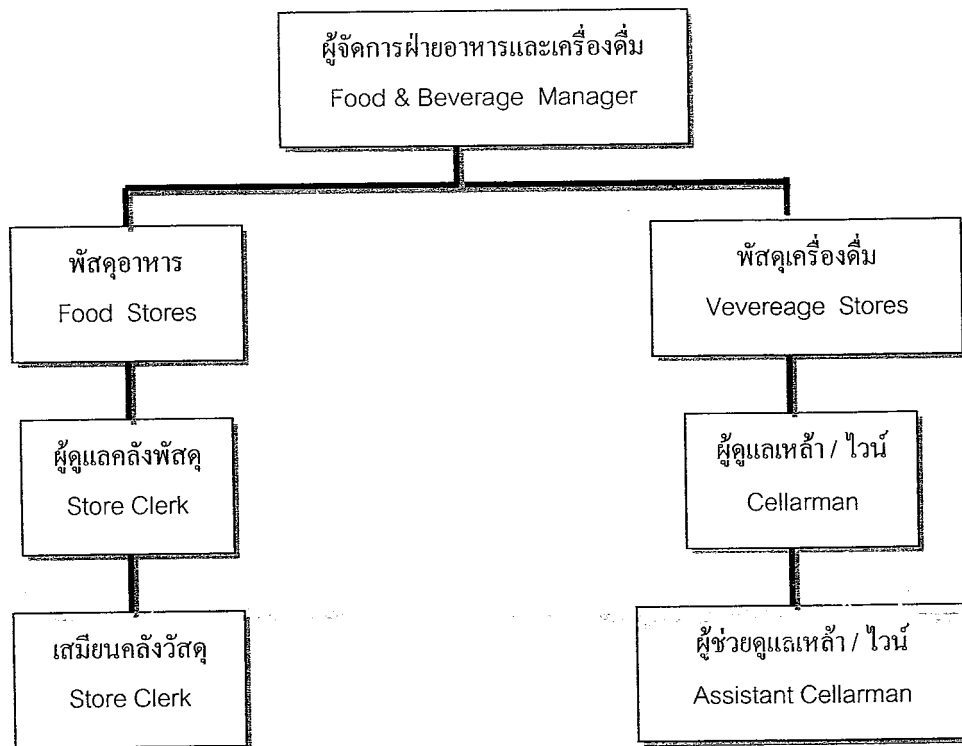 ผู้จัดการฝ่ายอาหารและเครื่องดื่ม
Food & Beverage Manager
พัสดุอาหาร
Food Stores
พัสดุเครื่องดื่ม
Vevereage Stores
ผู้ดูแลคลังพัสดุ
Store Clerk
ผู้ดูแลเหล้า / ไวน์
Cellarman
เสมียนคลังวัสดุ
Store Clerk
ผู้ช่วยดูแลเหล้า / ไวน์
Assistant Cellarman